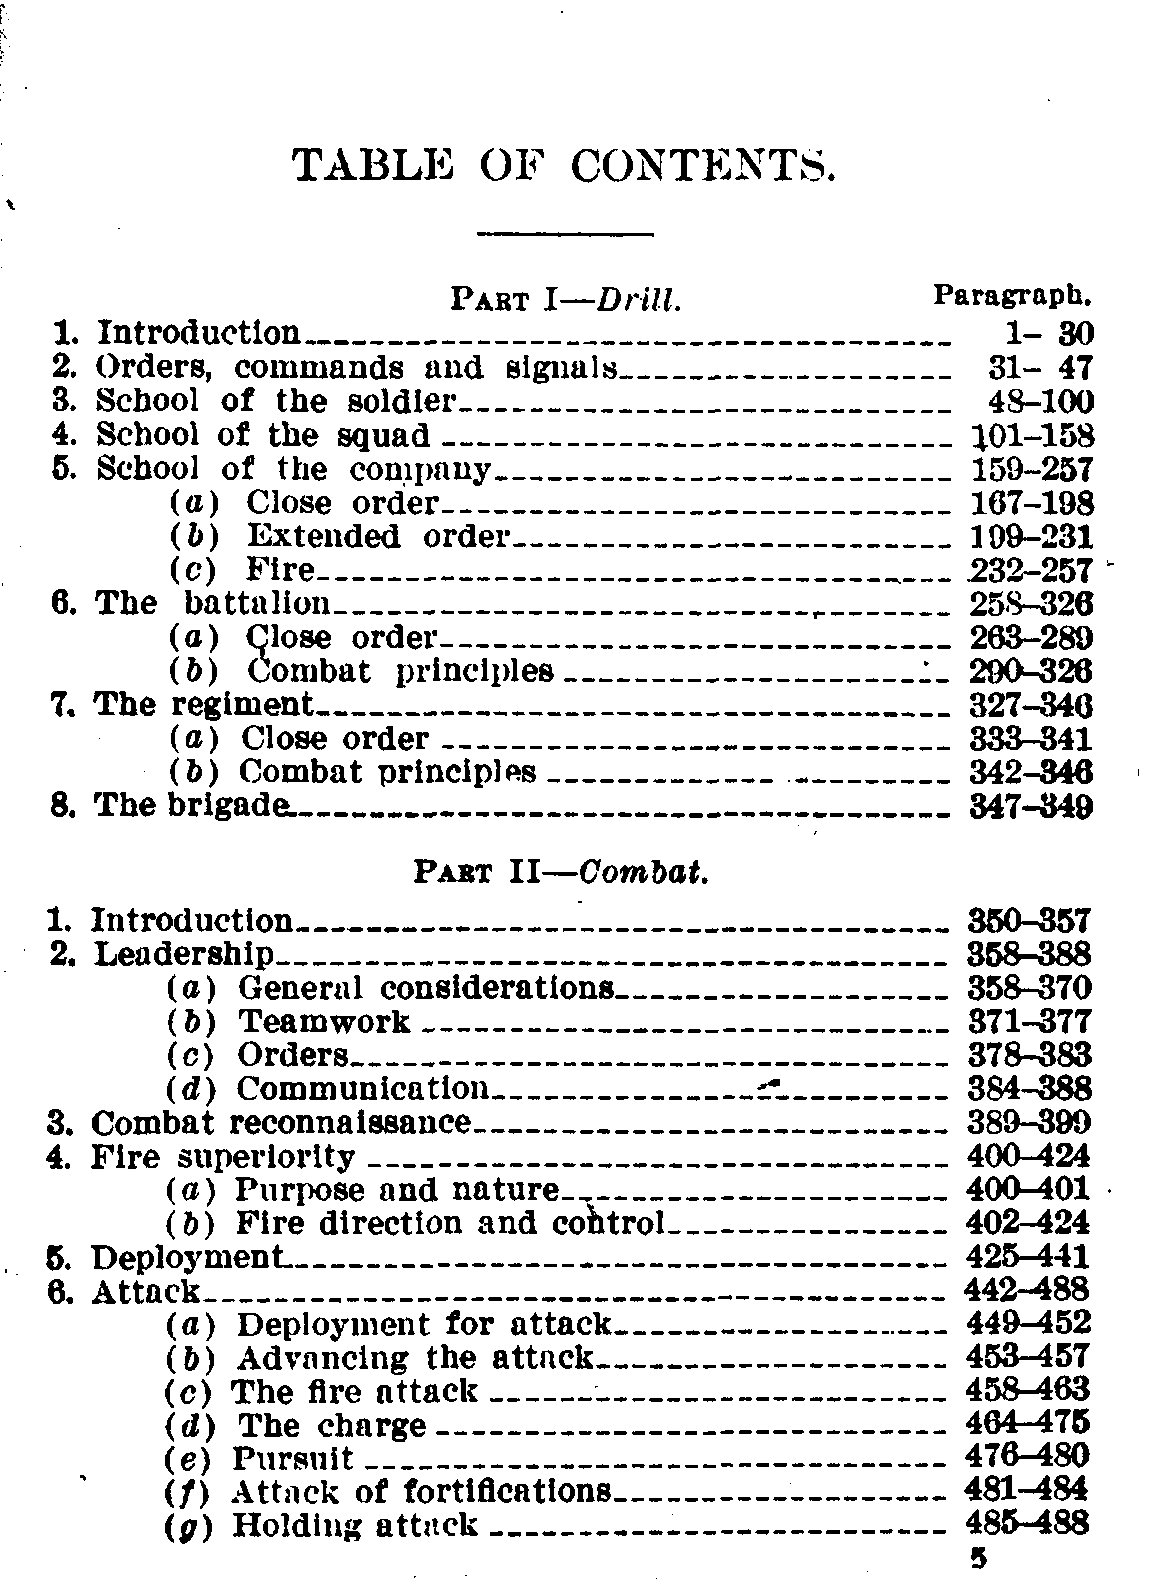 TABLE OF CONTENTS.
PART I—Drill. Paragraph.
1. Introduction 1– 30
2. Orders, commands and signals 31– 47
3. School of the soldier 48–100
4. School of the squad 101–158
5. School of the company 159–257
(a) Close order 167–198
(b) Extended order 199–231
(c) Fire 232–257
6. The battalion 258–326
(a) Close order 263–289
(b) Combat principles 290–326
7. The regiment 327–346
(a) Close order 333–341
(b) Combat principles 342–346
8. The brigade 347–349
PART II—Combat.
1. Introduction 350–357
2. Leadership 358–388
(a) General considerations 358–370
(b) Teamwork 371–377
(c) Orders 378–383
(d) Communication 384–388
3. Combat reconnaissance 389–399
4. Fire superiority 400–424
(a) Purpose and nature 400–401
(b) Fire direction and control 402–424
5. Deployment 425–441
6. Attack 442–488
(a) Deployment for attack 449–452
(b) Advancing the attack 453–457
(c) The fire attack 458–463
(d) The charge 464–475
(e) Pursuit 476–480
(f) Attack of fortifications 481–484
(g) Holding attack 485–488
5